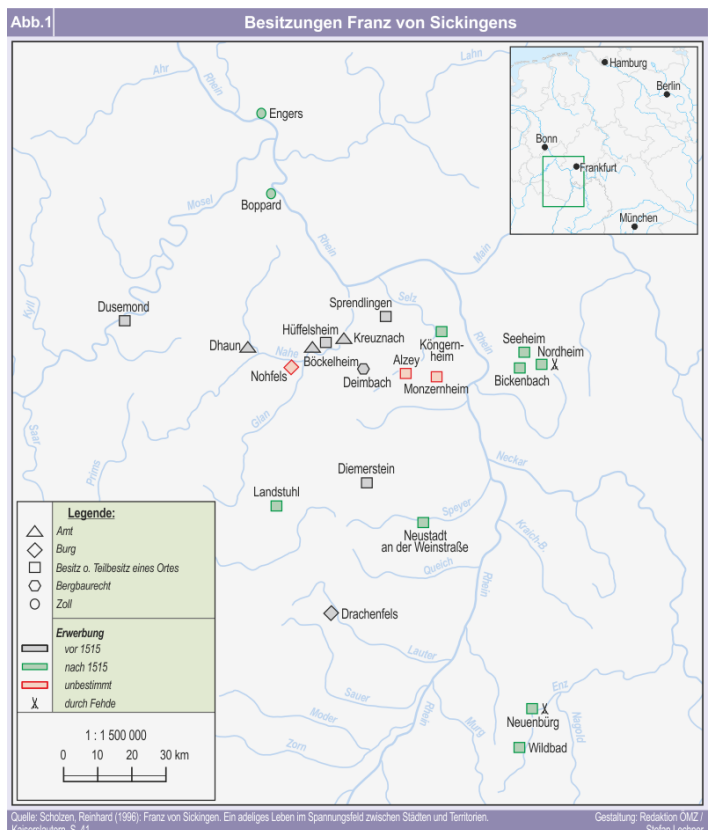 Abb.1
Besitzungen Franz von Sickingens
Ahr
Rhein
Lahn
Hamburg
Berlin
Bonn
Frankfurt
München
Engers
Mosel
Boppard
Rhein
Main
Kyll
Dusemond
Sprendlingen
Selz
Hüffelsheim
Kreuznach
Köngern-
heim
Rhein
Seeheim
Nordheim
Dhaun
Nahe
Böckelheim
Alzey
Bickenbach
Nohfels
Deimbach
Monzernheim
Glan
Saar
Prims
Neckar
Diemerstein
Landstuhl
Speyer
Neustadt
an der Weinstraße
Kraich-B.
Queich
Rhein
Legende:
Amt
Burg
Besitz o. Teilbesitz eines Ortes
Bergbaurecht
Zoll
Erwerbung
vor 1515
nach 1515
unbestimmt
durch Fehde
Drachenfels
Lauter
Sauer
Moder
Zorn
Rhein
Murg
Enz
Nagold
Neuenbürg
Wildbad
1 : 1 500 000
0 10 20 30 km
Quelle: Scholzen, Reinhard (1996): Franz von Sickingen. Ein adeliges Leben im Spannungsfeld zwischen Städten und Territorien.
Gestaltung: Redaktion ÖMZ /
Kaiserslautern, S. 41
Stefan Lechner